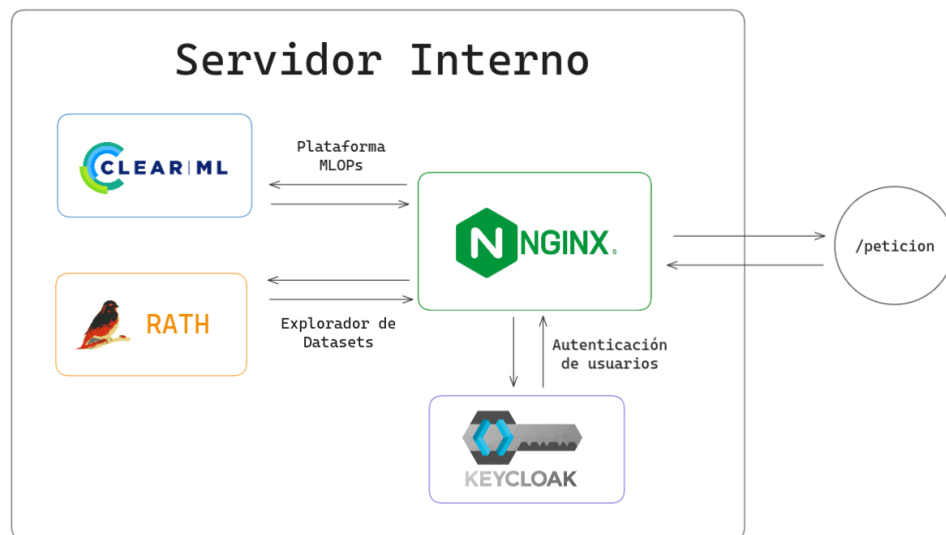 Servidor Interno
CLEAR|ML
Plataforma
MLOPs
NGINX
/peticion
RATH
Explorador de
Datasets
Autenticación
de usuarios
KEYCLOAK